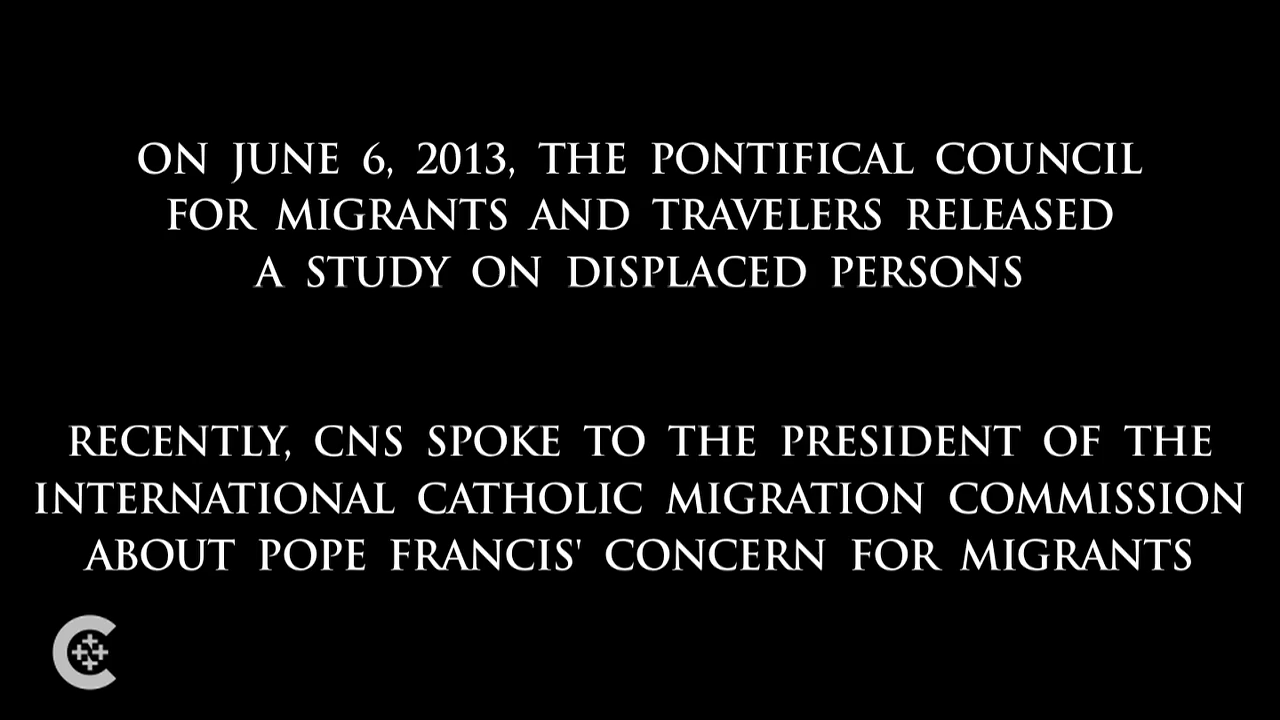 ON JUNE 6, 2013, THE PONTIFICAL COUNCIL
FOR MIGRANTS AND TRAVELERS RELEASED
A STUDY ON DISPLACED PERSONS
RECENTLY, CNS SPOKE TO THE PRESIDENT OF THE
INTERNATIONAL CATHOLIC MIGRATION COMMISSION
ABOUT POPE FRANCIS' CONCERN FOR MIGRANTS